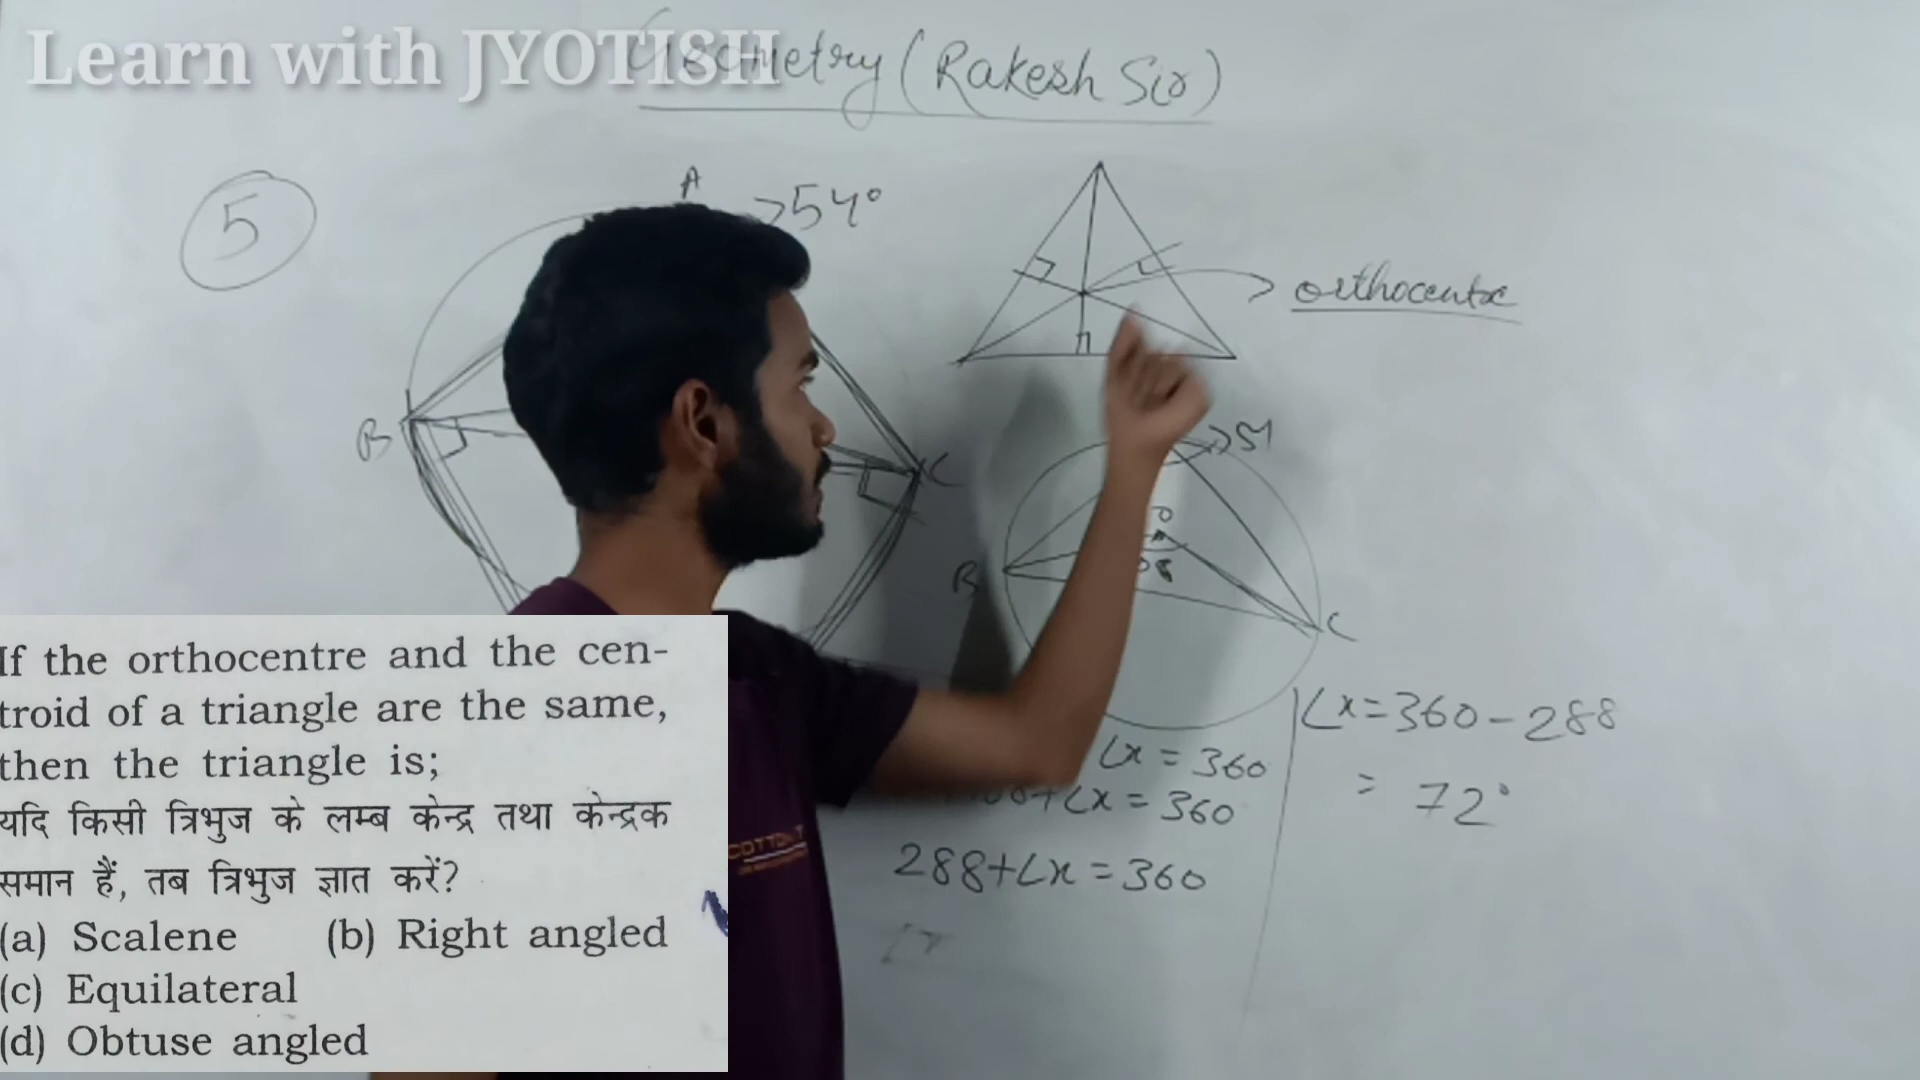 Learn with JYOTISH
Geometry (Rakesh Sir)
5
A
>54°
orthocentre
B
C
B
C
∠x = 360
∠x = 360
288+∠x = 360
∠x = 360 - 288
= 72°
If the orthocentre and the cen-
troid of a triangle are the same,
then the triangle is;
यदि किसी त्रिभुज के लम्ब केन्द्र तथा केन्द्रक
समान हैं, तब त्रिभुज ज्ञात करें?
(a) Scalene (b) Right angled
(c) Equilateral
(d) Obtuse angled